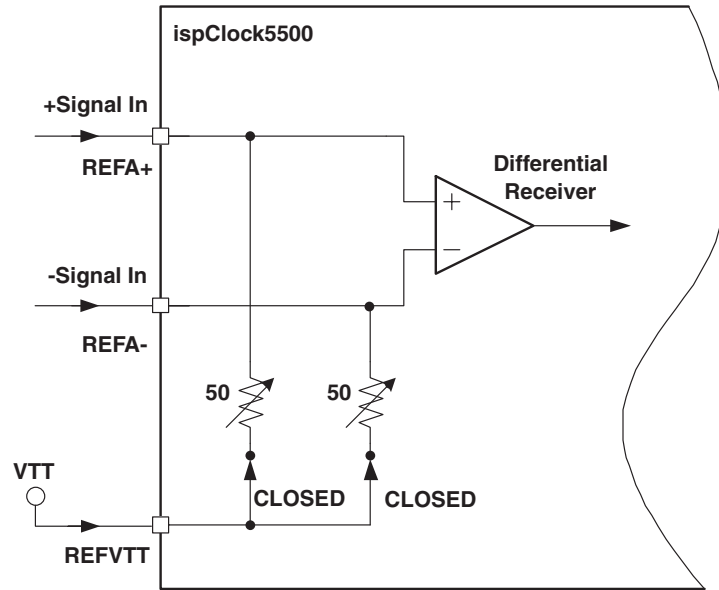 ispClock5500
+Signal In
REFA+
Differential
Receiver
+
−
-Signal In
REFA-
50
50
VTT
CLOSED
CLOSED
REFVTT